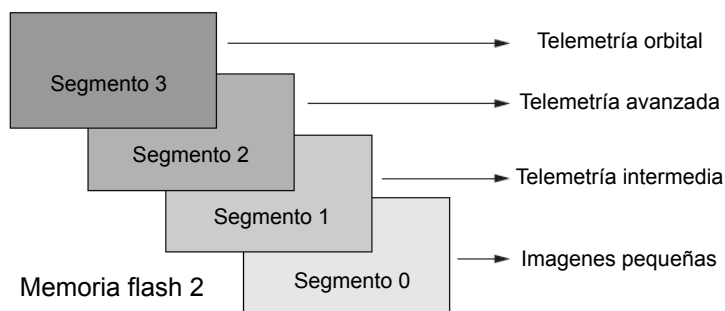 Segmento 3
Telemetría orbital
Segmento 2
Telemetría avanzada
Segmento 1
Telemetría intermedia
Segmento 0
Imagenes pequeñas
Memoria flash 2